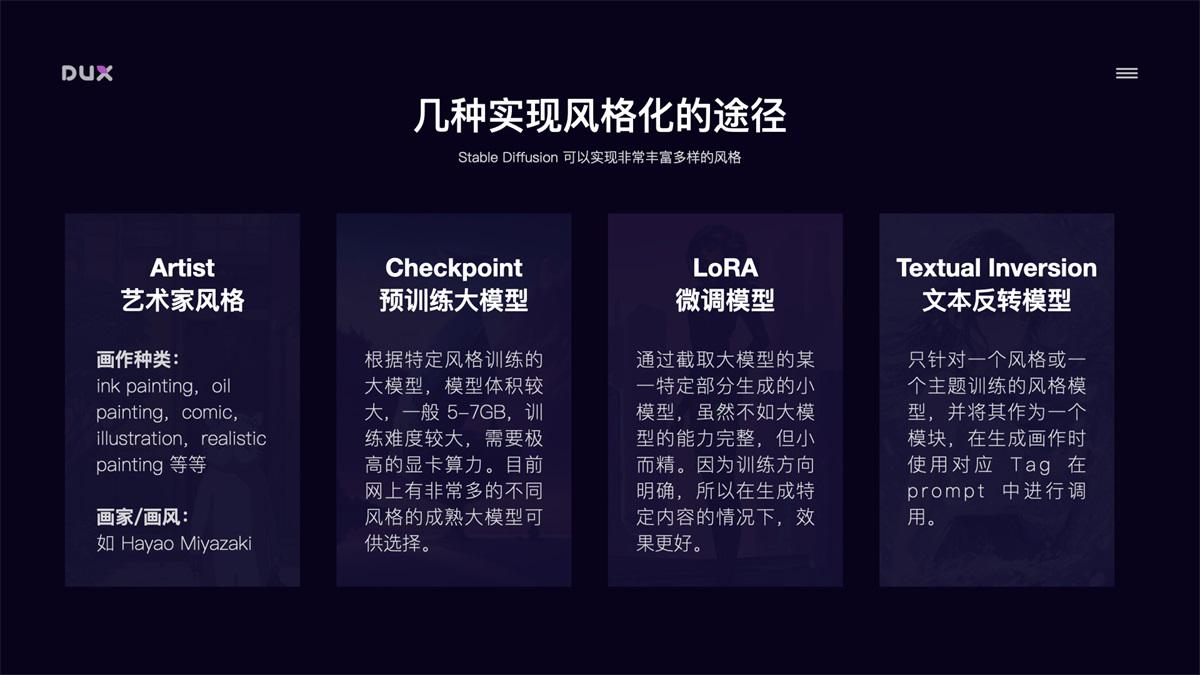 DUX
几种实现风格化的途径
Stable Diffusion 可以实现非常丰富多样的风格
Artist
艺术家风格
画作种类：
ink painting，oil
painting，comic，
illustration，realistic
painting 等等
画家/画风：
如 Hayao Miyazaki
Checkpoint
预训练大模型
根据特定风格训练的
大模型，模型体积较
大，一般 5-7GB，训
练难度较大，需要极
高的显卡算力。目前
网上有非常多的不同
风格的成熟大模型可
供选择。
LoRA
微调模型
通过截取大模型的某
一特定部分生成的小
模型，虽然不如大模
型的能力完整，但小
而精。因为训练方向
明确，所以在生成特
定内容的情况下，效
果更好。
Textual Inversion
文本反转模型
只针对一个风格或一
个主题训练的风格模
型，并将其作为一个
模块，在生成画作时
使用对应 Tag 在
prompt 中进行调
用。